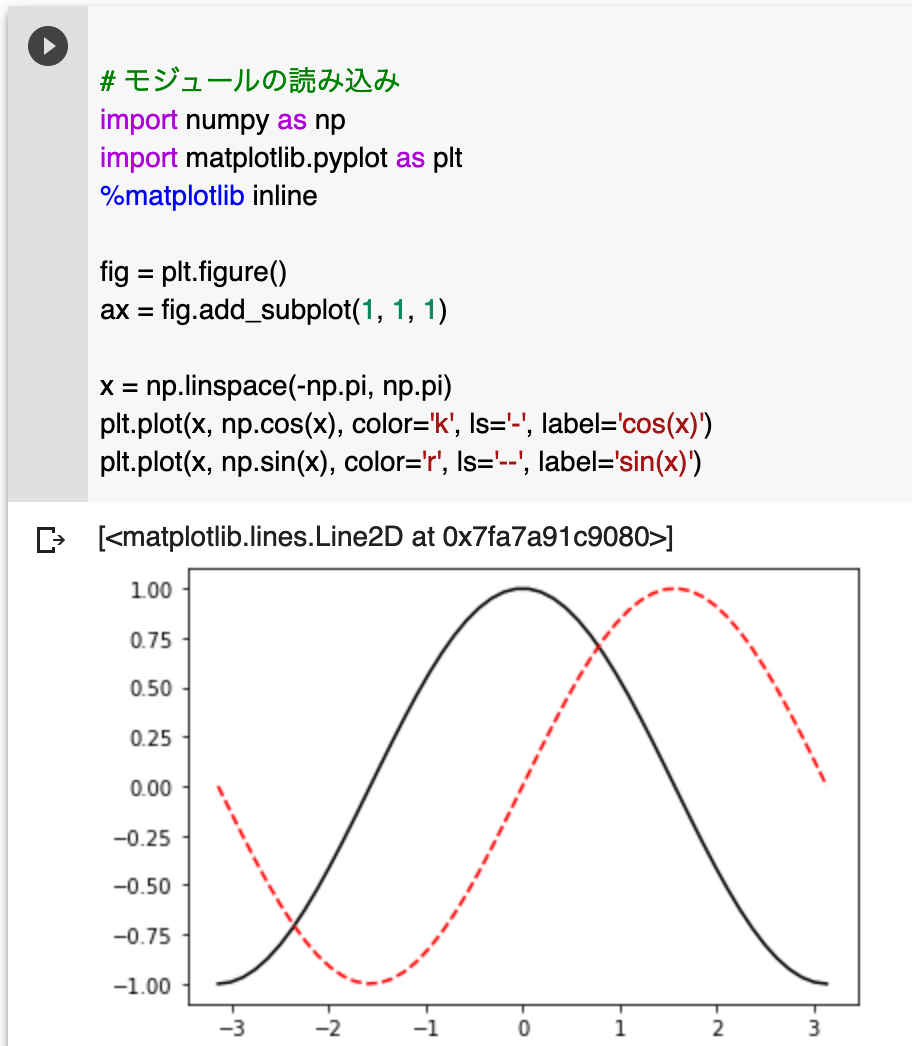 # モジュールの読み込み
import numpy as np
import matplotlib.pyplot as plt
%matplotlib inline
fig = plt.figure()
ax = fig.add_subplot(1, 1, 1)
x = np.linspace(-np.pi, np.pi)
plt.plot(x, np.cos(x), color='k', ls='-', label='cos(x)')
plt.plot(x, np.sin(x), color='r', ls='--', label='sin(x)')
[<matplotlib.lines.Line2D at 0x7fa7a91c9080>]
1.00
0.75
0.50
0.25
0.00
−0.25
−0.50
−0.75
−1.00
−3 −2 −1 0 1 2 3